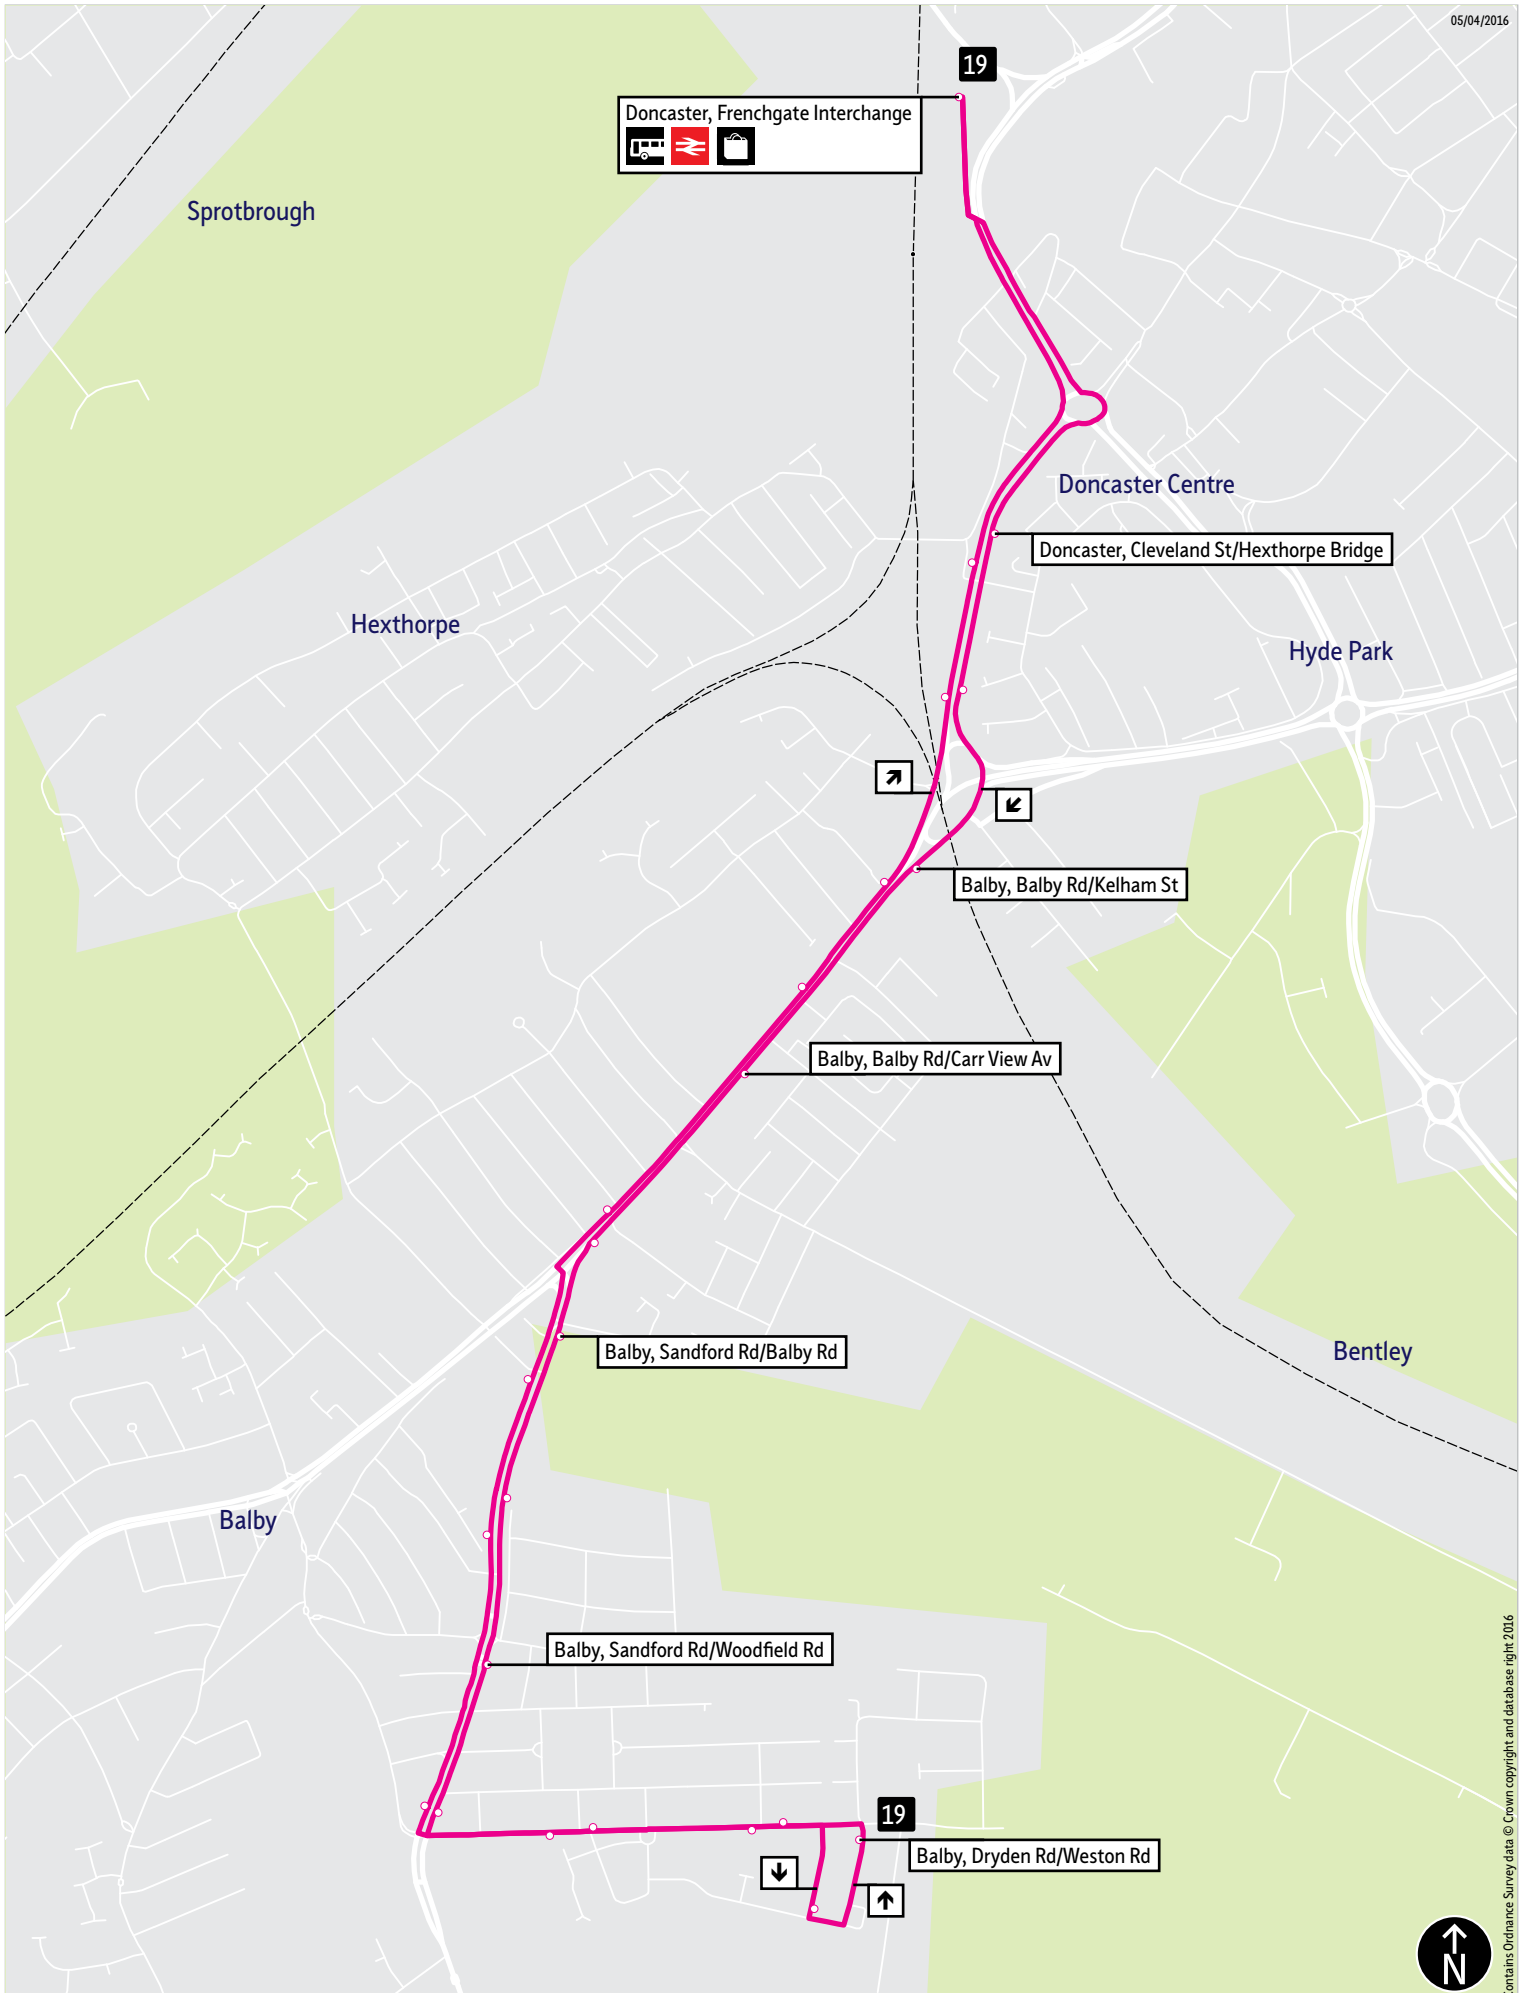 05/04/2016
19
Doncaster, Frenchgate Interchange
Sprotbrough
Doncaster Centre
Doncaster, Cleveland St/Hexthorpe Bridge
Hexthorpe
Hyde Park
Balby, Balby Rd/Kelham St
Balby, Balby Rd/Carr View Av
Balby, Sandford Rd/Balby Rd
Bentley
Balby
Balby, Sandford Rd/Woodfield Rd
19
Balby, Dryden Rd/Weston Rd
N
ontains Ordnance Survey data © Crown copyright and database right 2016